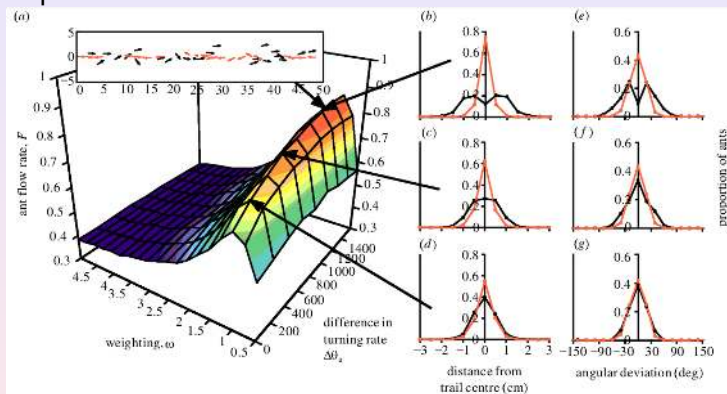 (a)
5
0
-5
0 5 10 15 20 25 30 35 40 45 50
1
0.9
0.8
0.7
0.6
0.5
0.4
0.3
ant flow rate, F
4.5 4 3.5 3 2.5 2 1.5 1 0.5
weighting, ω
0 200 400 600 800 1000 1200 1400
difference in
turning rate
1
0.9
0.8
0.7
0.6
0.5
0.4
0.3
(b)
0.8
0.6
0.4
0.2
0
(c)
0.8
0.6
0.4
0.2
0
(d)
0.8
0.6
0.4
0.2
0
-3 -2 -1 0 1 2 3
distance from
trail centre (cm)
(e)
0.6
0.4
0.2
0
(f)
0.6
0.4
0.2
0
(g)
0.6
0.4
0.2
0
-150 -90 -30 30 90 150
angular deviation (deg)
proportion of ants